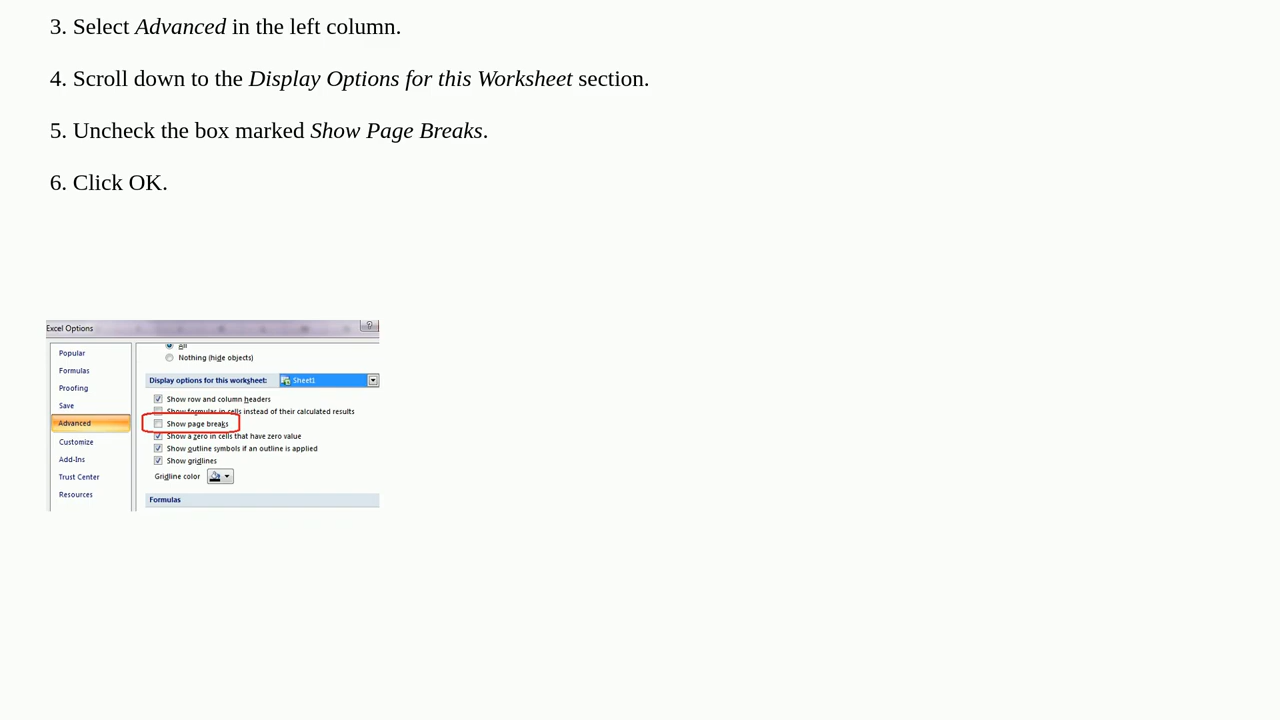 3. Select Advanced in the left column.
4. Scroll down to the Display Options for this Worksheet section.
5. Uncheck the box marked Show Page Breaks.
6. Click OK.
Excel Options
?
All
Popular
Nothing (hide objects)
Formulas
Display options for this worksheet: Sheet1
Proofing
Show row and column headers
Save
Show formulas in cells instead of their calculated results
Advanced
Show page breaks
Show a zero in cells that have zero value
Customize
Show outline symbols if an outline is applied
Add-Ins
Show gridlines
Trust Center
Gridline color
Resources
Formulas